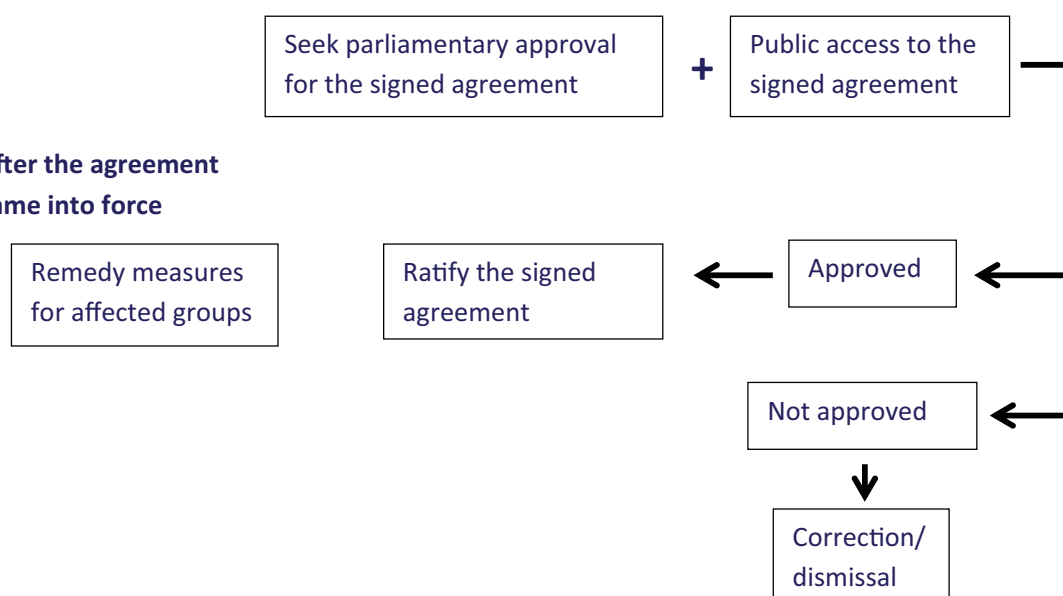 Seek parliamentary approval
for the signed agreement
+
Public access to the
signed agreement
fter the agreement
ame into force
Remedy measures
for affected groups
Ratify the signed
agreement
Approved
Not approved
Correction/
dismissal